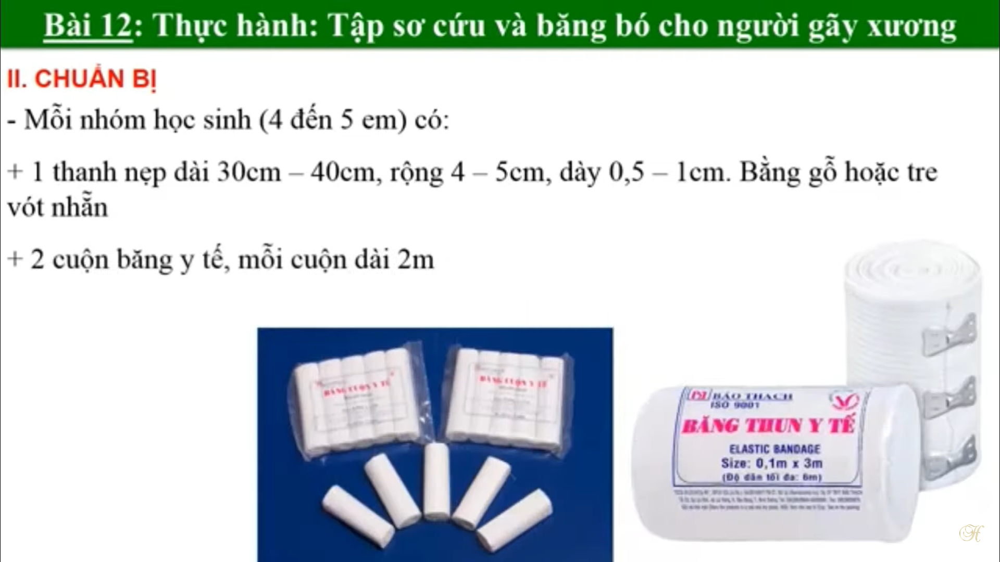 Bài 12: Thực hành: Tập sơ cứu và băng bó cho người gãy xương
II. CHUẨN BỊ
- Mỗi nhóm học sinh (4 đến 5 em) có:
+ 1 thanh nẹp dài 30cm – 40cm, rộng 4 – 5cm, dày 0,5 – 1cm. Bằng gỗ hoặc tre
vót nhẵn
+ 2 cuộn băng y tế, mỗi cuộn dài 2m
BĂNG CUỘN Y TẾ
BĂNG CUỘN Y TẾ
BẢO THẠCH
ISO 9001
BĂNG THUN Y TẾ
ELASTIC BANDAGE
Size: 0,1m x 3m
(Độ dãn tối đa: 6m)
H